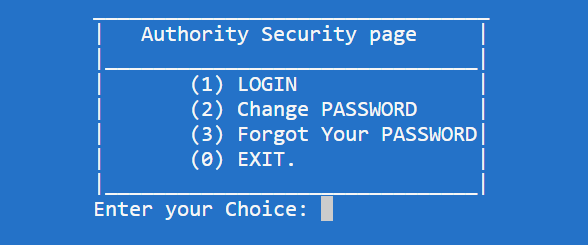 Authority Security page
(1) LOGIN
(2) Change PASSWORD
(3) Forgot Your PASSWORD
(0) EXIT.
Enter your Choice: